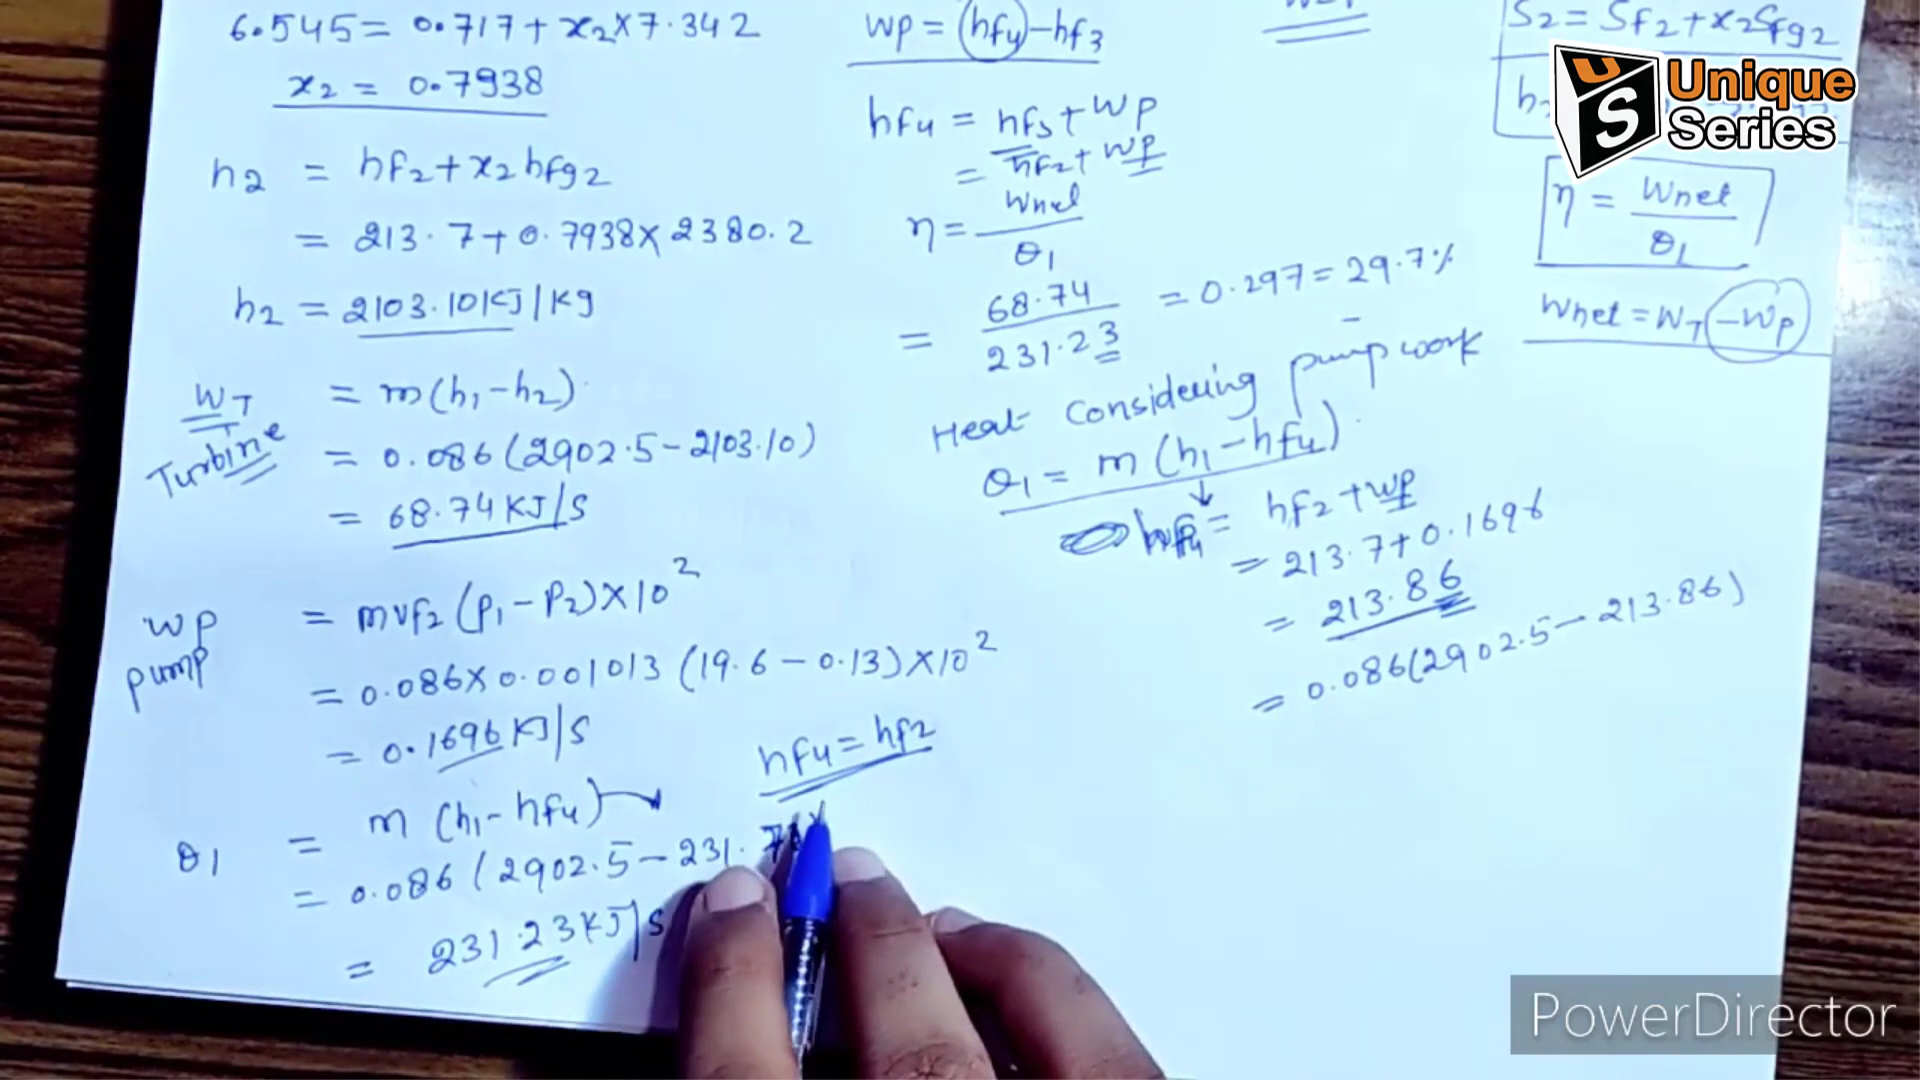 6.545 = 0.717 + x2 × 7.342
x2 = 0.7938
h2 = hf2 + x2 hfg2
= 213.7 + 0.7938 × 2380.2
h2 = 2103.10 KJ/Kg
WT = m(h1-h2)
Turbine
= 0.086 (2902.5 - 2103.10)
= 68.74 KJ/S
WP = mvf2 (P1 - P2) × 10²
pump
= 0.086 × 0.001013 (19.6 - 0.13) × 10²
= 0.1696 KJ/S
hf4 = hf2
Q1 = m (h1 - hf4)
= 0.086 (2902.5 - 231.7
= 231.23 KJ/S
wp = hf4 - hf3
hf4 = hf3 + wp
= hf2 + wp
η = Wnet / Q1
= 68.74 / 231.23 = 0.297 = 29.7%
Heat Considering pump work
Q1 = m (h1 - hf4)
hf4 = hf2 + wp
= 213.7 + 0.1696
= 213.86
= 0.086 (2902.5 - 213.86)
S2 = Sf2 + x2 Sfg2
η = Wnet / Q1
Wnet = WT - Wp
US Unique
Series
PowerDirector